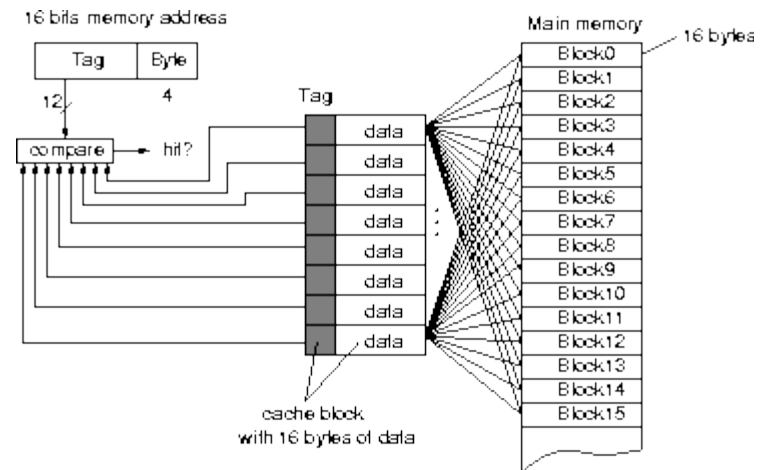 16 bits memory address
Tag Byte
12 4
compare hit?
Tag
data
data
data
data
data
data
data
data
cache block
with 16 bytes of data
Main memory
16 bytes
Block0
Block1
Block2
Block3
Block4
Block5
Block6
Block7
Block8
Block9
Block10
Block11
Block12
Block13
Block14
Block15